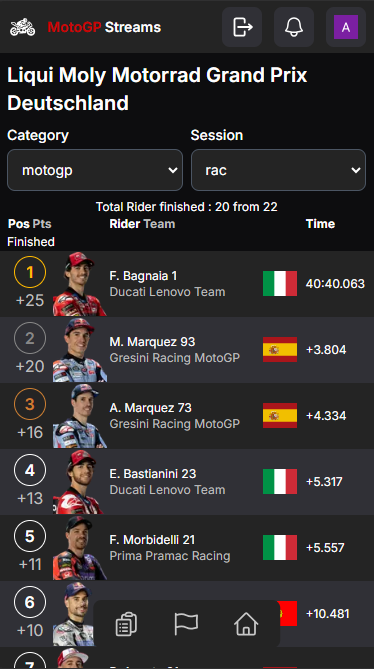 MotoGP Streams
A
Liqui Moly Motorrad Grand Prix
Deutschland
Category Session
motogp rac
Total Rider finished : 20 from 22
Pos Pts Rider Team Time
Finished
1 F. Bagnaia 1
+25 Ducati Lenovo Team 40:40.063
2 M. Marquez 93
+20 Gresini Racing MotoGP +3.804
3 A. Marquez 73
+16 Gresini Racing MotoGP +4.334
4 E. Bastianini 23
+13 Ducati Lenovo Team +5.317
5 F. Morbidelli 21
+11 Prima Pramac Racing +5.557
6
+10 +10.481
7